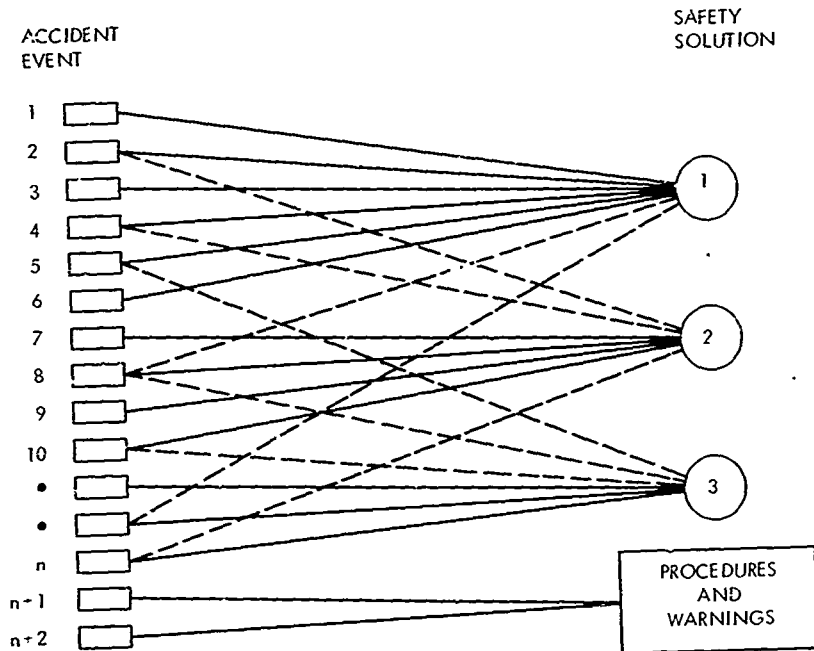 ACCIDENT
EVENT
SAFETY
SOLUTION
1
2
3
4
5
6
7
8
9
10
•
•
n
n+1
n+2
1
2
3
PROCEDURES
AND
WARNINGS